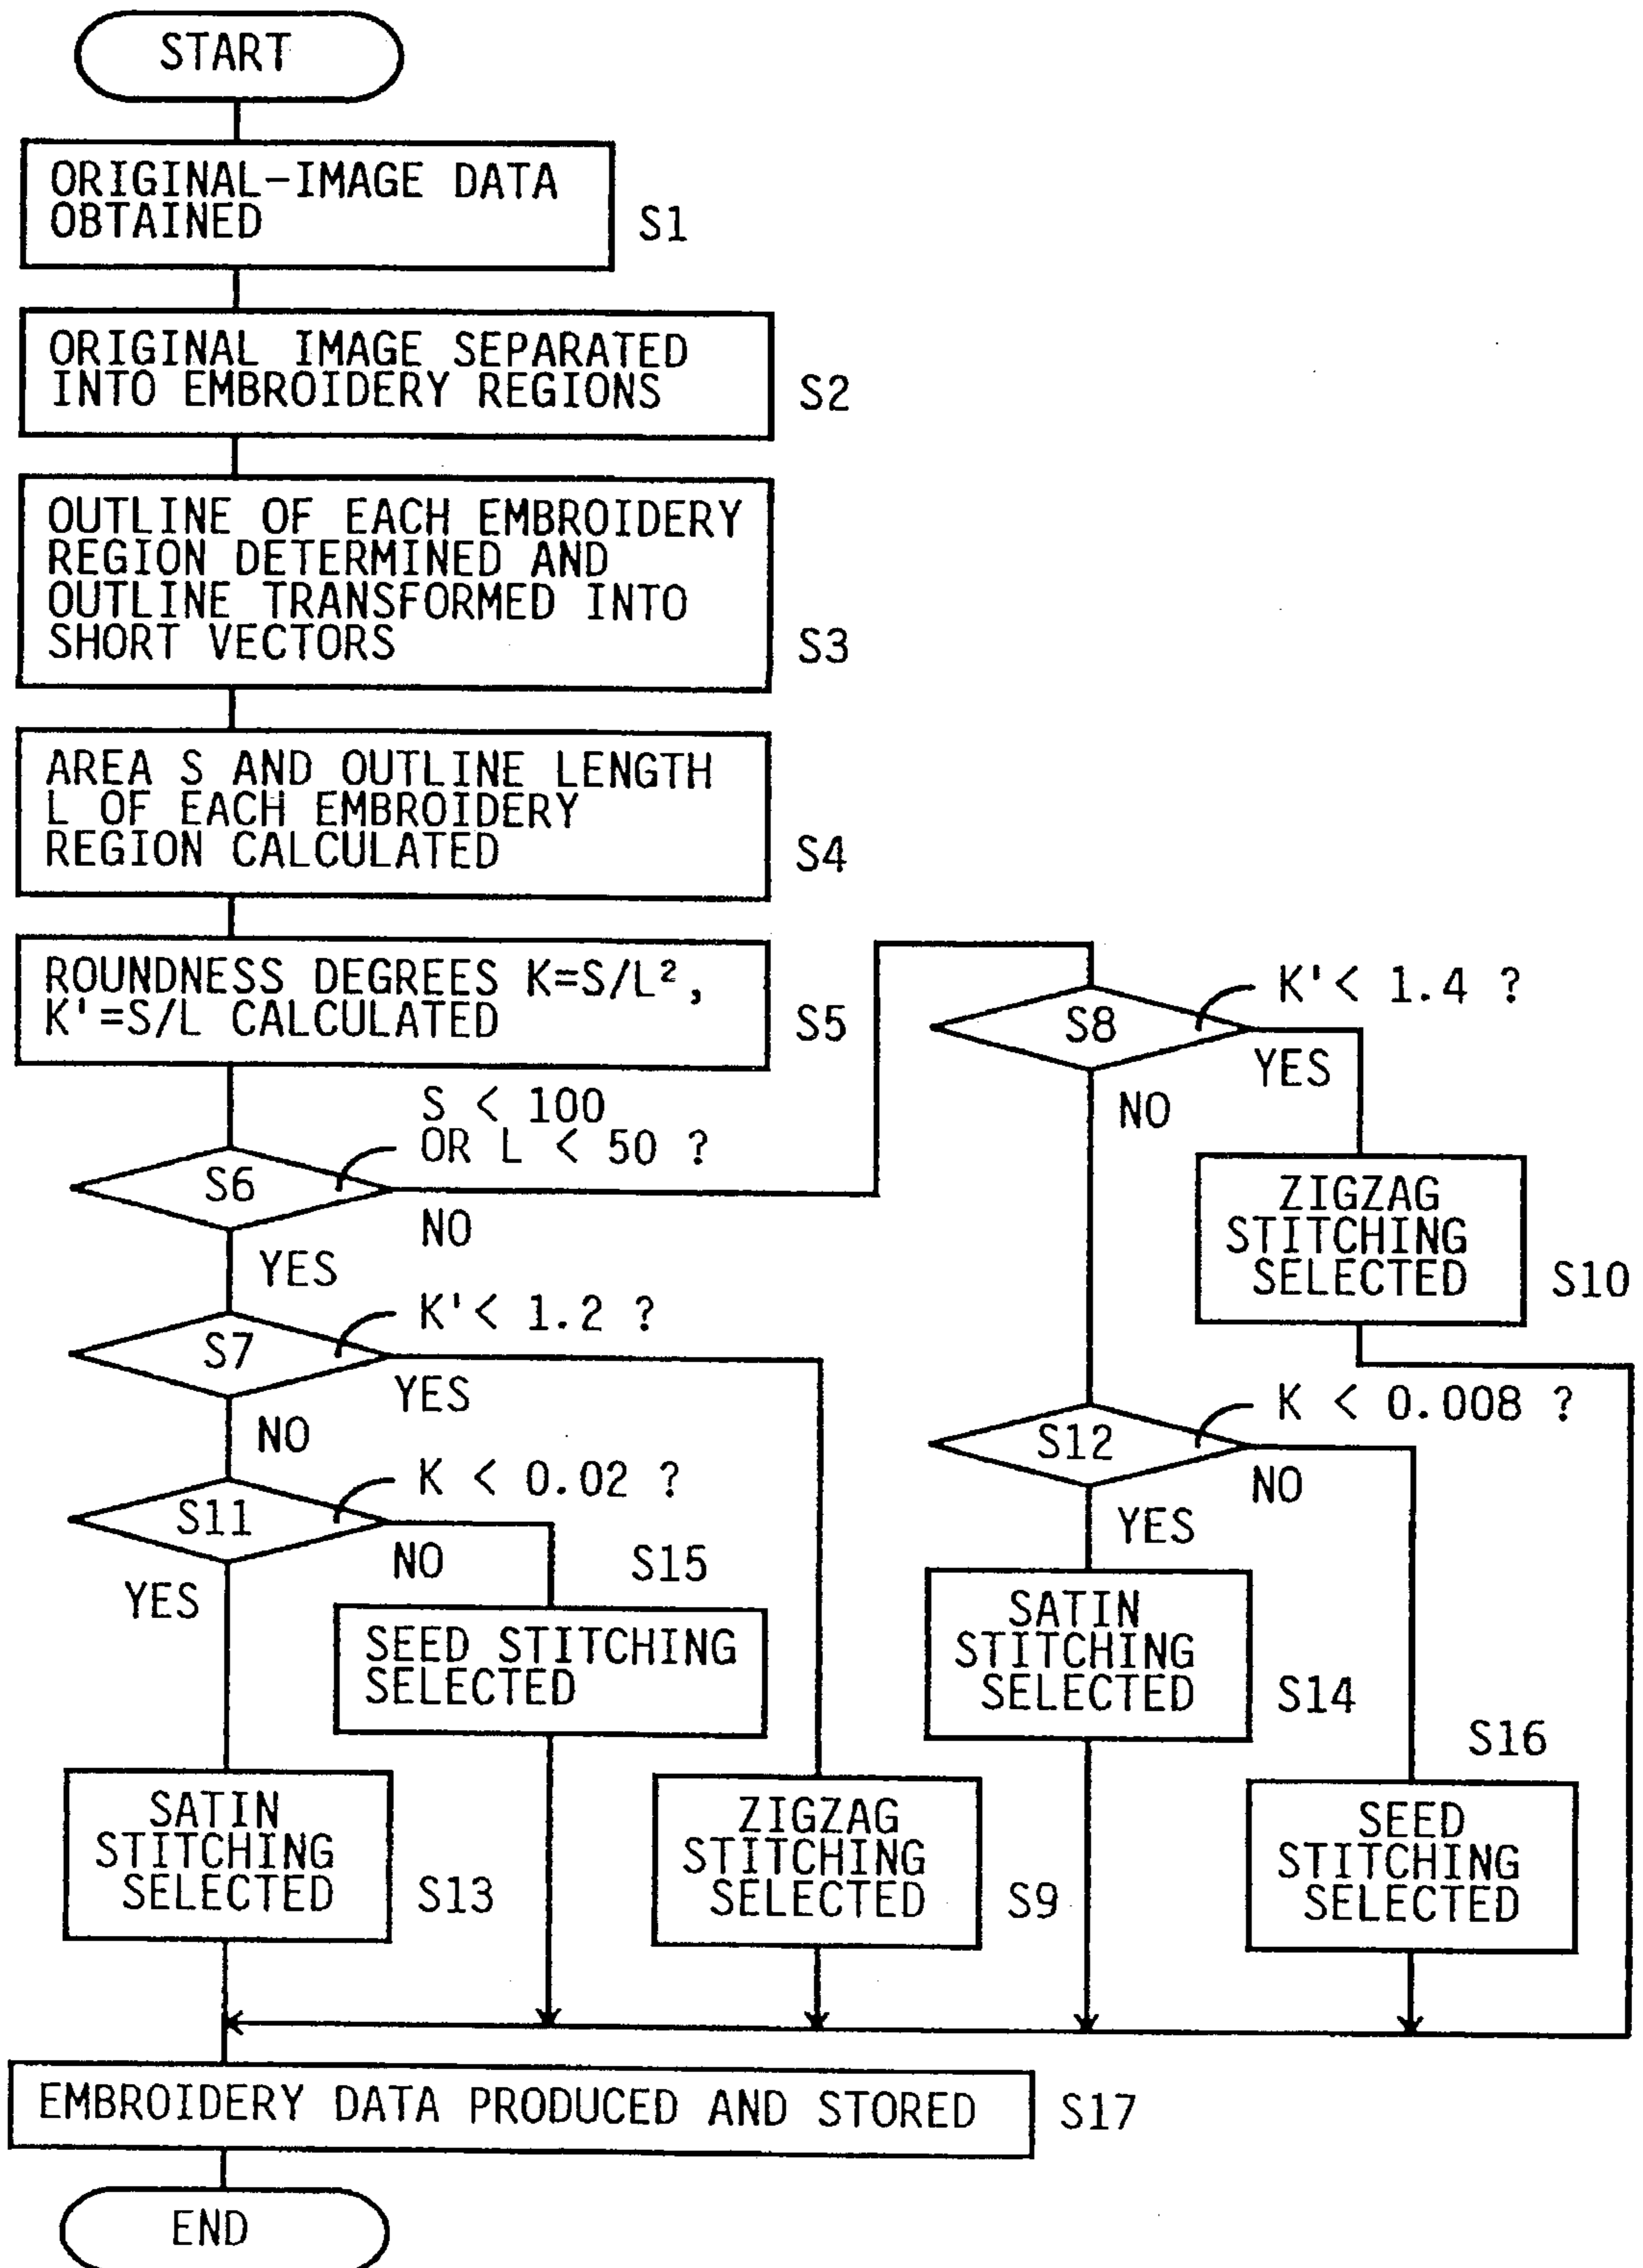 START
ORIGINAL-IMAGE DATA
OBTAINED
S1
ORIGINAL IMAGE SEPARATED
INTO EMBROIDERY REGIONS
S2
OUTLINE OF EACH EMBROIDERY
REGION DETERMINED AND
OUTLINE TRANSFORMED INTO
SHORT VECTORS
S3
AREA S AND OUTLINE LENGTH
L OF EACH EMBROIDERY
REGION CALCULATED
S4
ROUNDNESS DEGREES K=S/L²,
K'=S/L CALCULATED
S5
S < 100
OR L < 50 ?
S6
NO
YES
K'< 1.2 ?
S7
YES
NO
K < 0.02 ?
S11
NO
YES
S15
SEED STITCHING
SELECTED
SATIN
STITCHING
SELECTED
S13
ZIGZAG
STITCHING
SELECTED
S9
K'< 1.4 ?
S8
YES
NO
ZIGZAG
STITCHING
SELECTED
S10
K < 0.008 ?
S12
NO
YES
SATIN
STITCHING
SELECTED
S14
S16
SEED
STITCHING
SELECTED
EMBROIDERY DATA PRODUCED AND STORED
S17
END